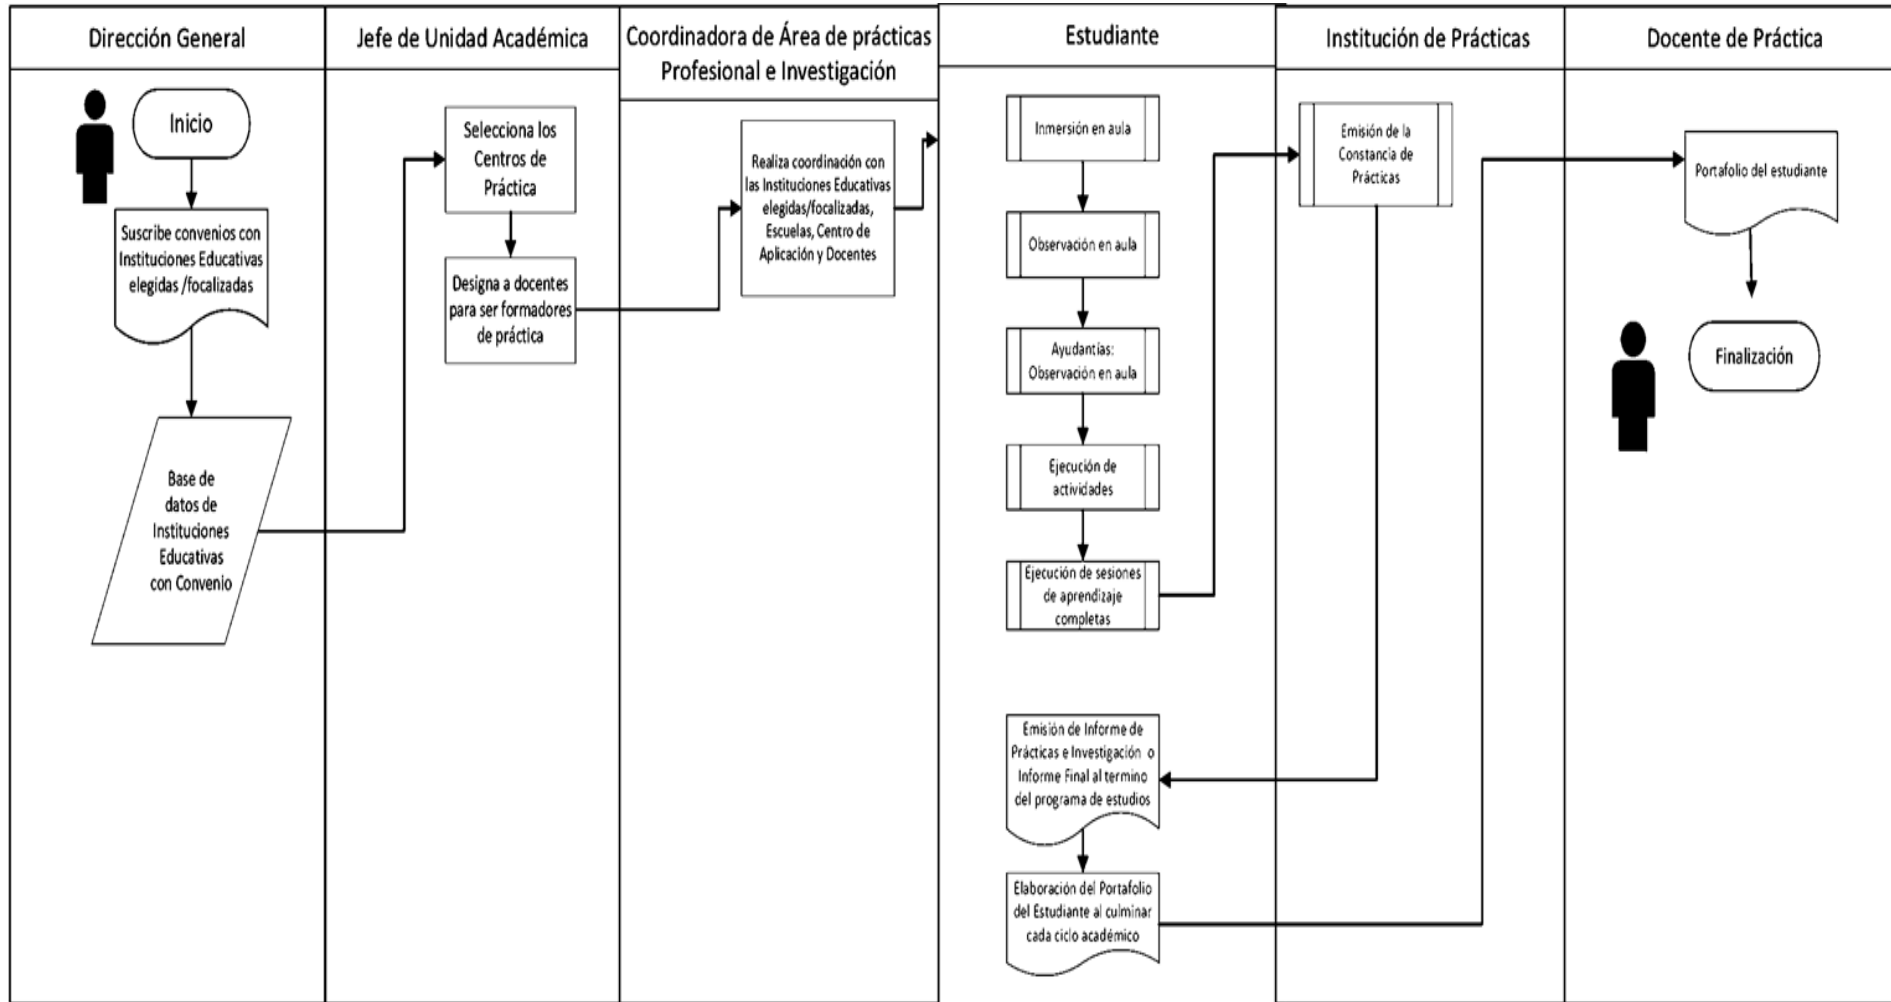 Dirección General
Jefe de Unidad Académica
Coordinadora de Área de prácticas
Profesional e Investigación
Estudiante
Institución de Prácticas
Docente de Práctica
Inicio
Suscribe convenios con
Instituciones Educativas
elegidas /focalizadas
Base de
datos de
Instituciones
Educativas
con Convenio
Selecciona los
Centros de
Práctica
Designa a docentes
para ser formadores
de práctica
Realiza coordinación con
las Instituciones Educativas
elegidas/focalizadas,
Escuelas, Centro de
Aplicación y Docentes
Inmersión en aula
Observación en aula
Ayudantías:
Observación en aula
Ejecución de
actividades
Ejecución de sesiones
de aprendizaje
completas
Emisión de Informe de
Prácticas e Investigación o
Informe Final al termino
del programa de estudios
Elaboración del Portafolio
del Estudiante al culminar
cada ciclo académico
Emisión de la
Constancia de
Prácticas
Portafolio del estudiante
Finalización